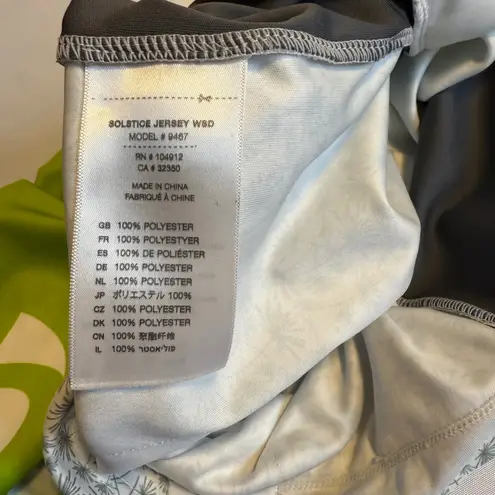 SOLSTICE JERSEY WSD
MODEL # 9467
RN # 104912
CA # 32350
MADE IN CHINA
FABRIQUÉ À CHINE
GB 100% POLYESTER
FR 100% POLYESTYER
ES 100% DE POLIÉSTER
DE 100% POLYESTER
NL 100% POLYESTER
JP ポリエステル 100%
CZ 100% POLYESTER
DK 100% POLYESTER
CN 100% 聚酯纤维
IL 100% פוליאסטר